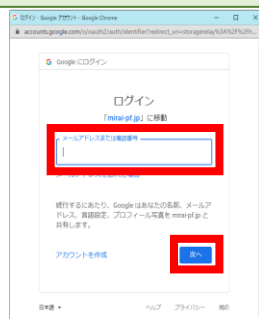 ログイン - Google アカウント - Google Chrome
accounts.google.com/o/oauth2/auth/identifier?redirect_uri=storagerelay%3A%2F%2Fh...
Google にログイン
ログイン
「mirai-pf.jp」に移動
メールアドレスまたは電話番号
続行するにあたり、Google はあなたの名前、メールア
ドレス、言語設定、プロフィール写真を mirai-pf.jp と
共有します。
アカウントを作成
次へ
日本語
ヘルプ
プライバシー
規約